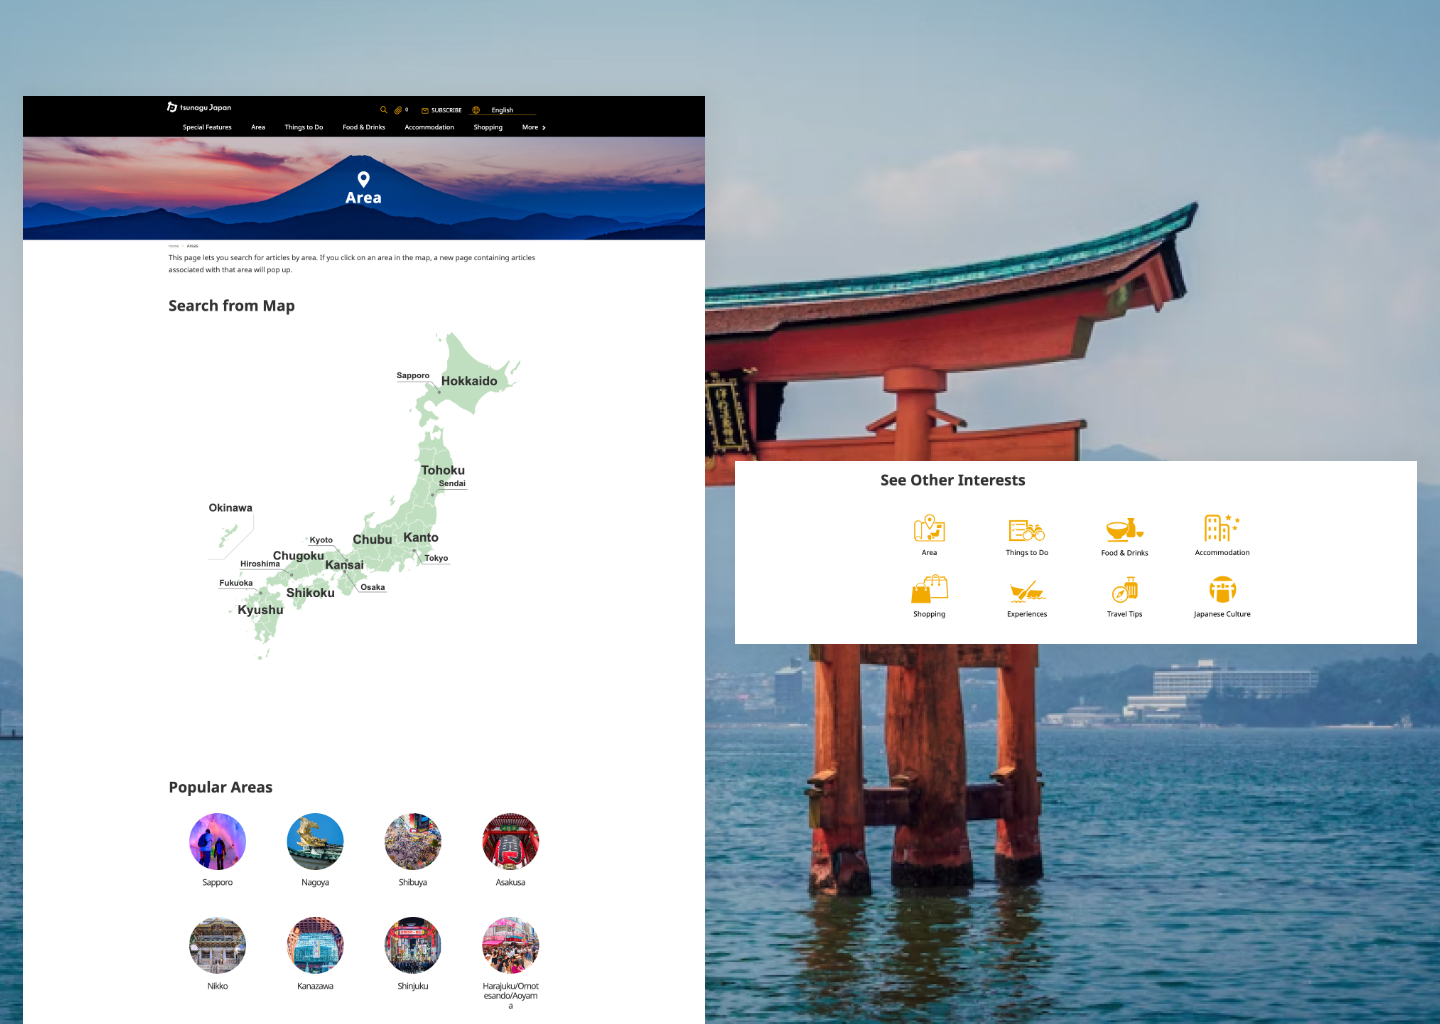 tsunagu Japan
0
SUBSCRIBE
English
Special Features
Area
Things to Do
Food & Drinks
Accommodation
Shopping
More
Area
Home
Areas
This page lets you search for articles by area. If you click on an area in the map, a new page containing articles
associated with that area will pop up.
Search from Map
Sapporo
Hokkaido
Tohoku
Sendai
Okinawa
Kyoto
Chubu
Kanto
Chugoku
Tokyo
Hiroshima
Kansai
Fukuoka
Osaka
Shikoku
Kyushu
Popular Areas
Sapporo
Nagoya
Shibuya
Asakusa
Nikko
Kanazawa
Shinjuku
Harajuku/Omot
esando/Aoyam
a
See Other Interests
Area
Things to Do
Food & Drinks
Accommodation
Shopping
Experiences
Travel Tips
Japanese Culture